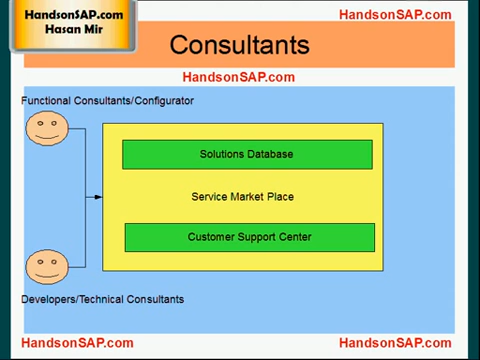 HandsonSAP.com
Hasan Mir
HandsonSAP.com
Consultants
HandsonSAP.com
Functional Consultants/Configurator
Solutions Database
Service Market Place
Customer Support Center
Developers/Technical Consultants
HandsonSAP.com
HandsonSAP.com